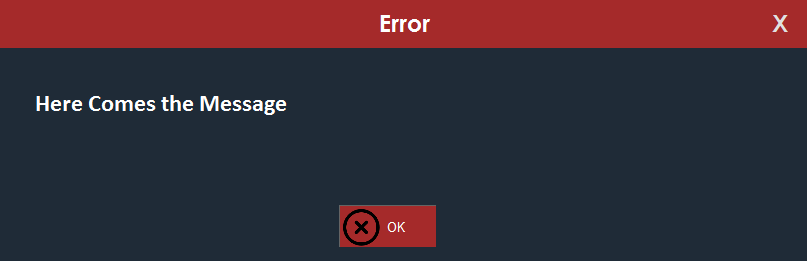 Error
X
Here Comes the Message
OK